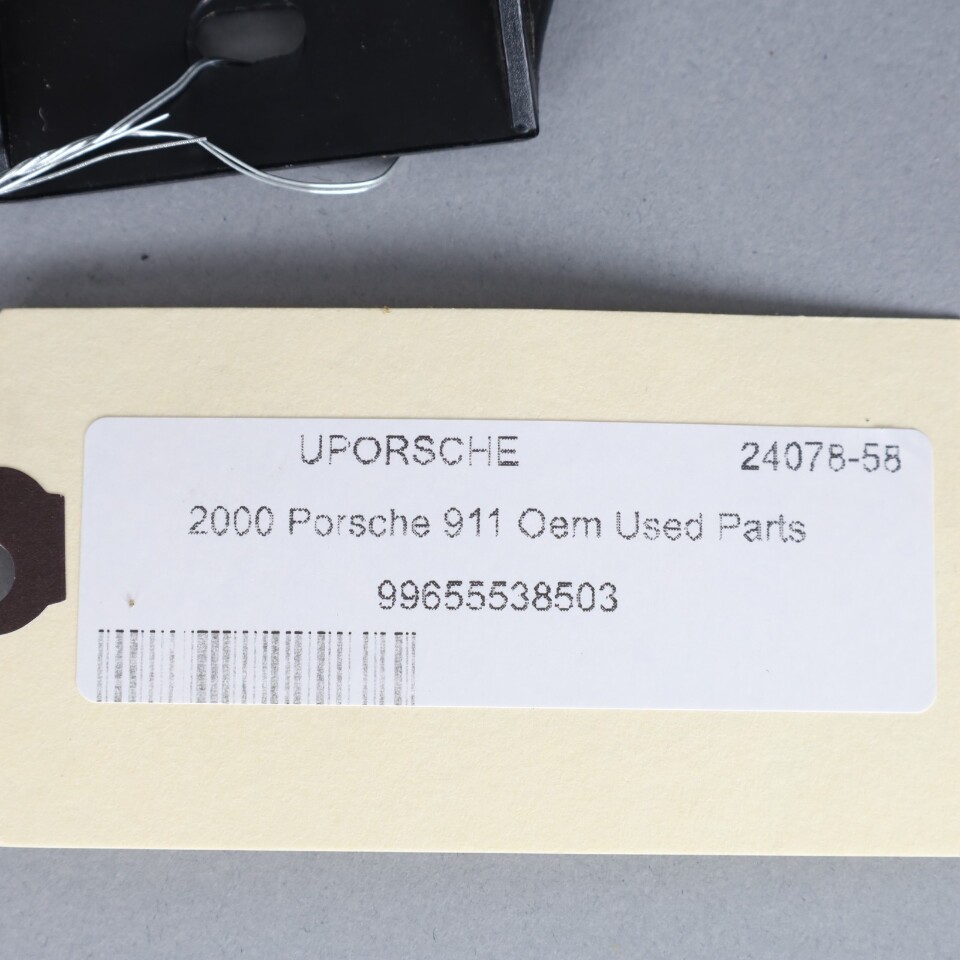 UPORSCHE 24078-58
2000 Porsche 911 Oem Used Parts
99655538503